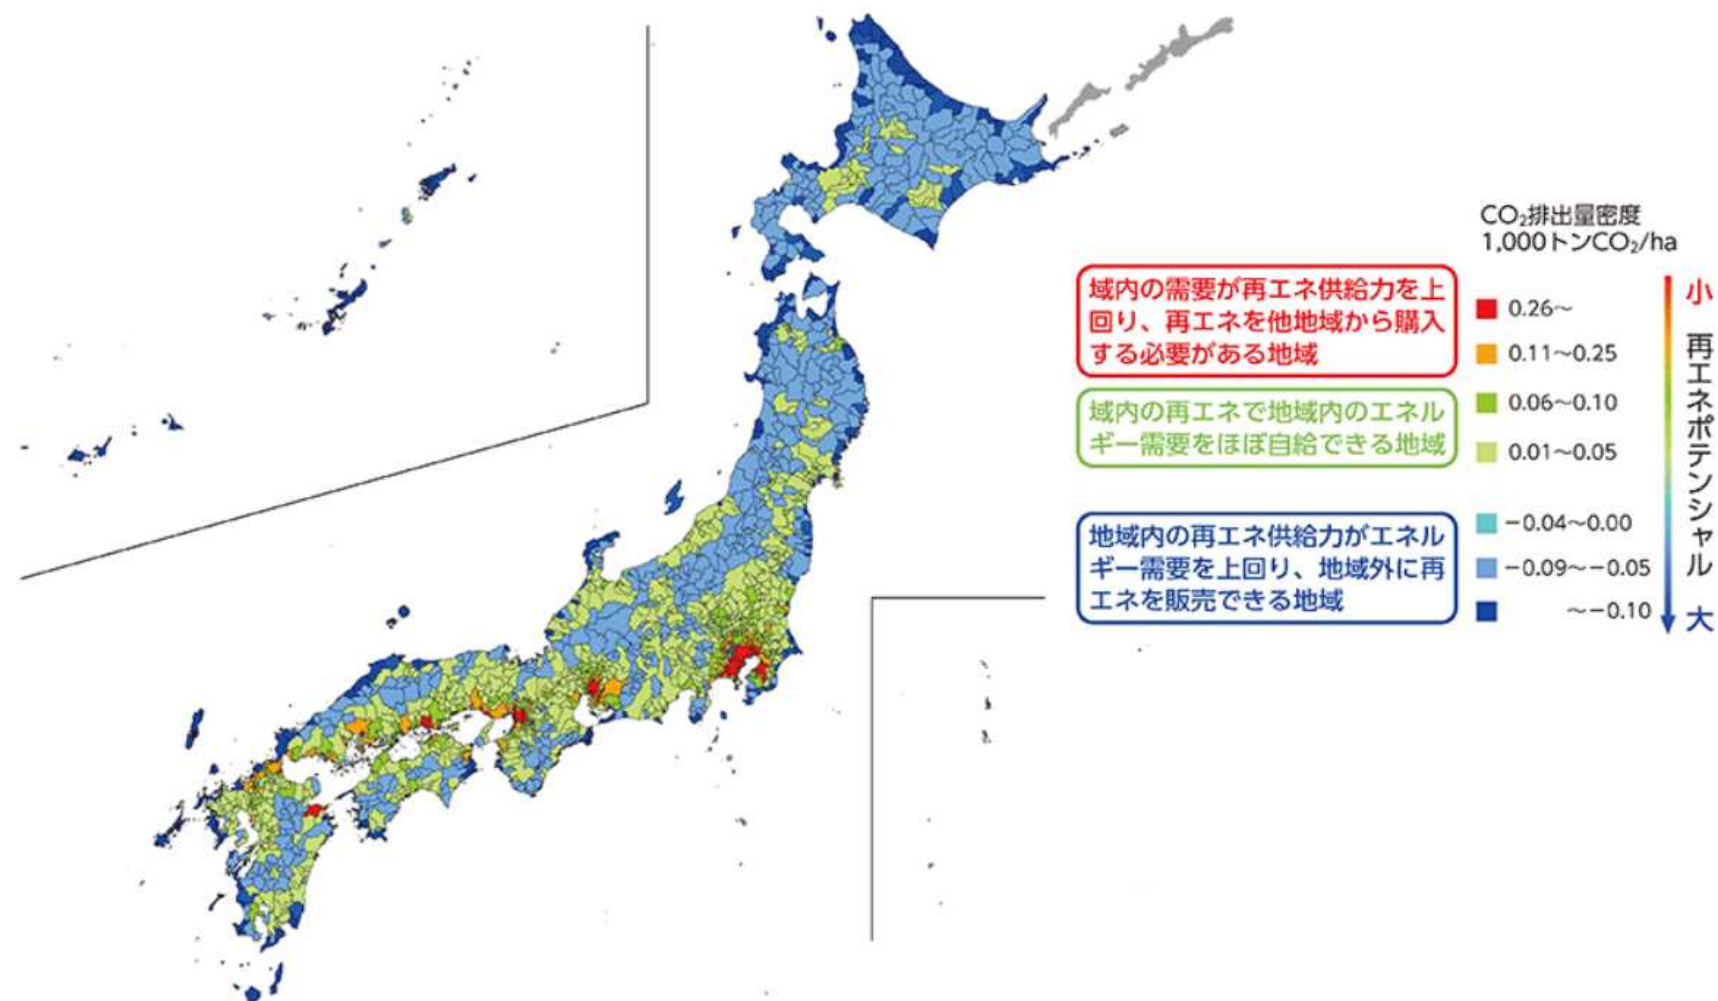 CO₂排出量密度
1,000トンCO₂/ha
域内の需要が再エネ供給力を上
回り、再エネを他地域から購入
する必要がある地域
域内の再エネで地域内のエネル
ギー需要をほぼ自給できる地域
地域内の再エネ供給力がエネル
ギー需要を上回り、地域外に再
エネを販売できる地域
0.26～
0.11～0.25
0.06～0.10
0.01～0.05
−0.04～0.00
−0.09～−0.05
～−0.10
小
再エネポテンシャル
大